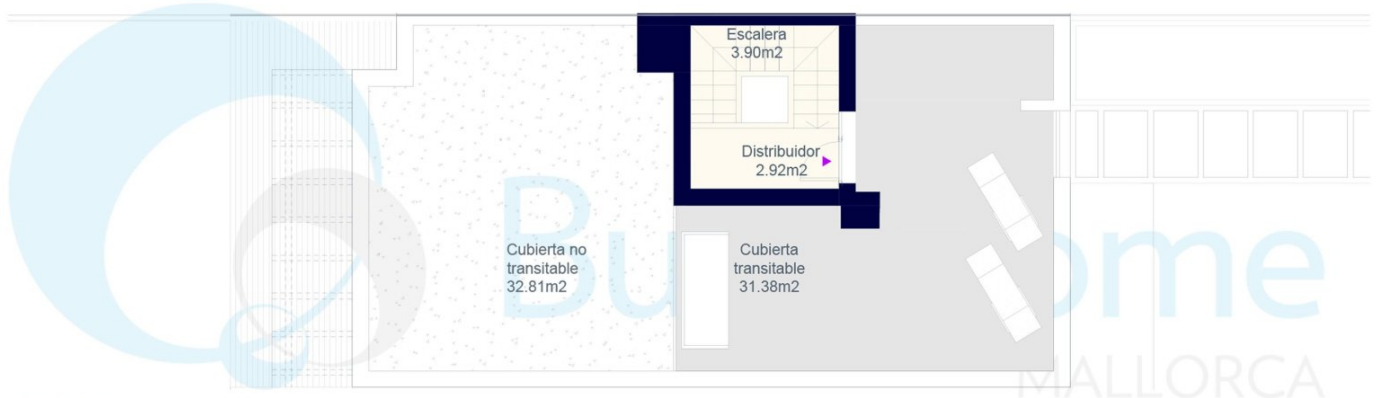 Escalera
3.90m2
Distribuidor
2.92m2
Cubierta no
transitable
32.81m2
Cubierta
transitable
31.38m2
MALLORCA